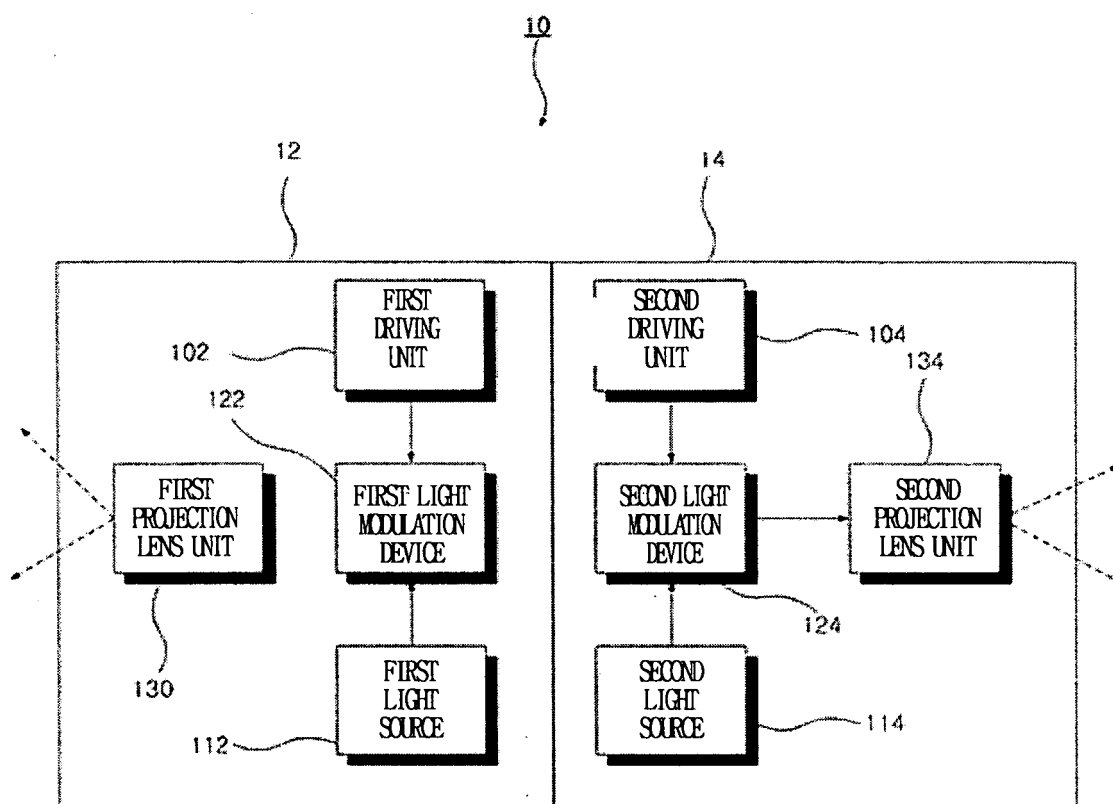 10
12
14
FIRST
DRIVING
UNIT
102
SECOND
DRIVING
UNIT
104
134
122
FIRST
PROJECTION
LENS UNIT
130
FIRST LIGHT
MODULATION
DEVICE
SECOND LIGHT
MODULATION
DEVICE
124
SECOND
PROJECTION
LENS UNIT
FIRST
LIGHT
SOURCE
112
SECOND
LIGHT
SOURCE
114